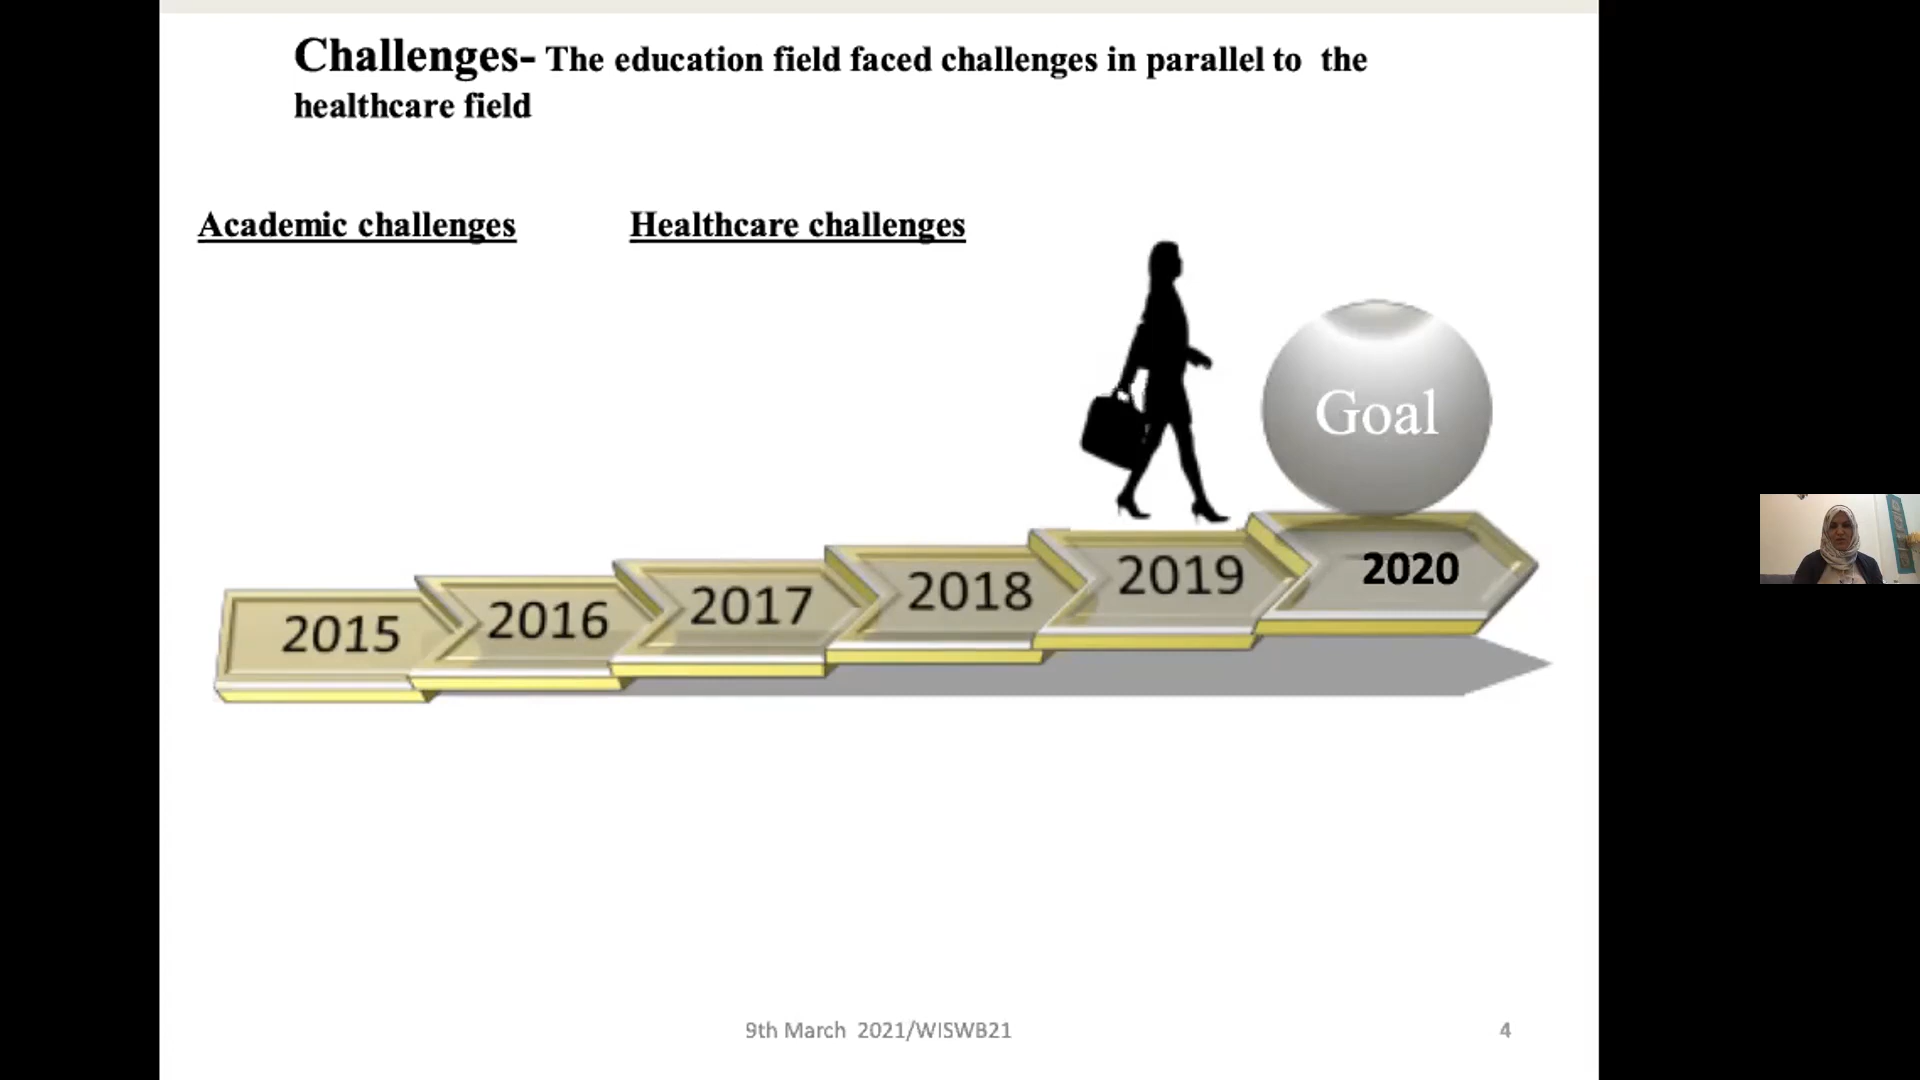 Challenges- The education field faced challenges in parallel to the
healthcare field
Academic challenges
Healthcare challenges
Goal
2015
2016
2017
2018
2019
2020
9th March 2021/WISWB21
4